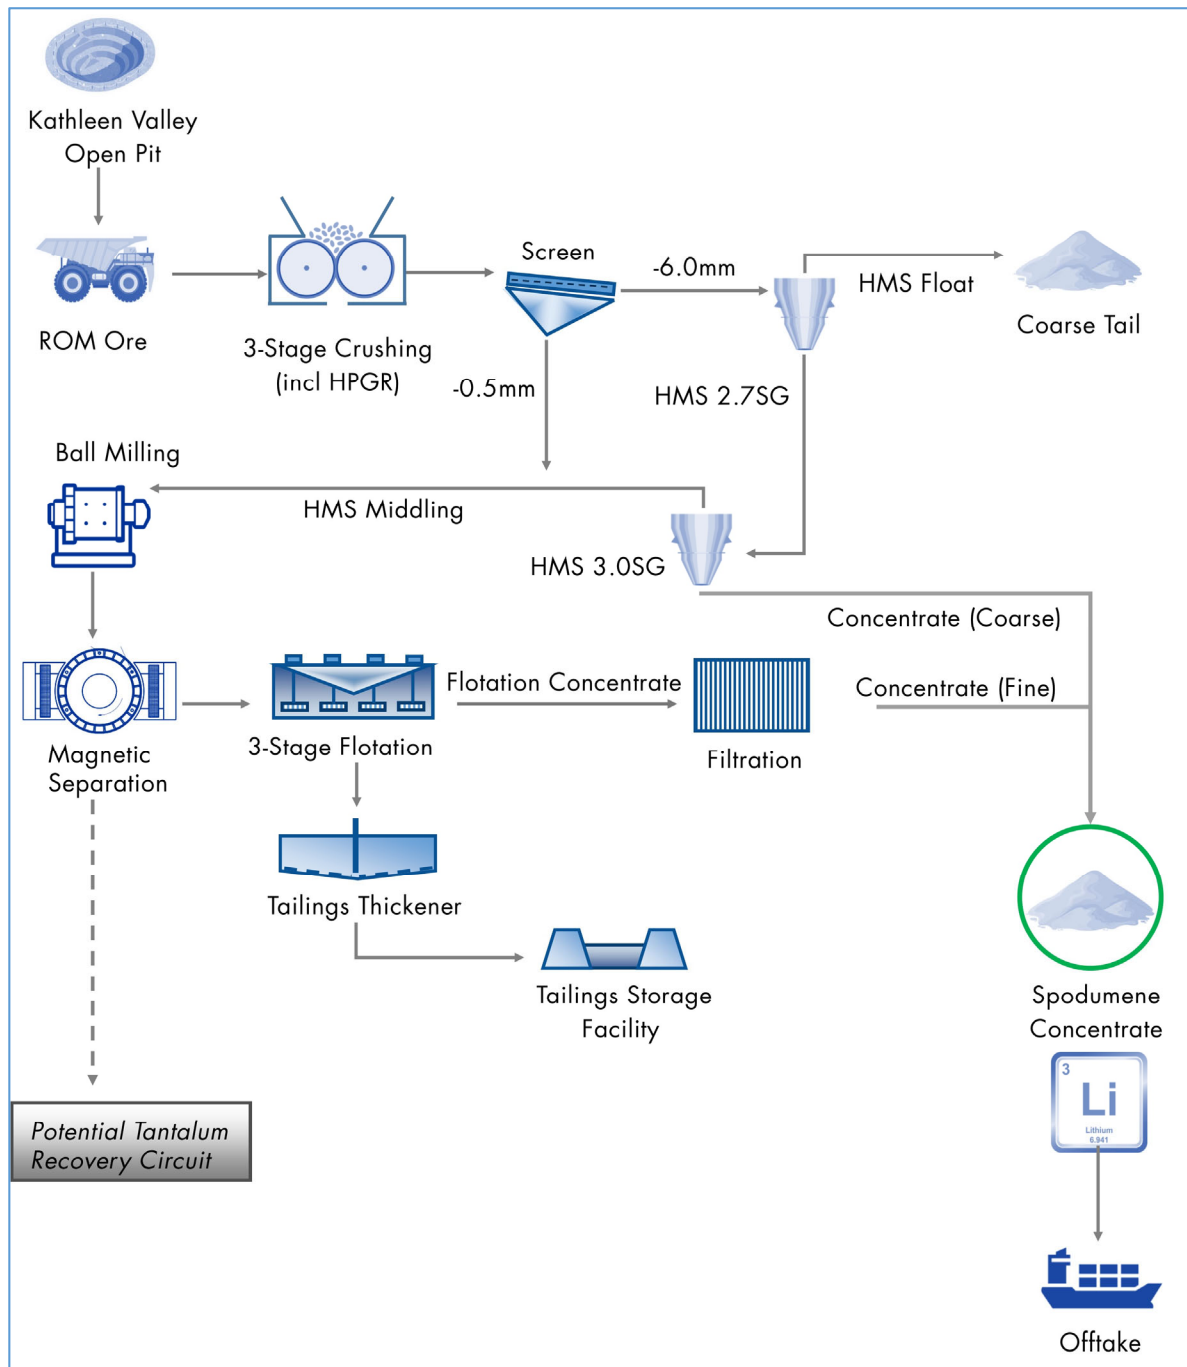 Kathleen Valley
Open Pit
ROM Ore
3-Stage Crushing
(incl HPGR)
Screen
-6.0mm
-0.5mm
HMS Float
Coarse Tail
HMS 2.7SG
Ball Milling
HMS Middling
HMS 3.0SG
Concentrate (Coarse)
Magnetic
Separation
3-Stage Flotation
Flotation Concentrate
Filtration
Concentrate (Fine)
Tailings Thickener
Tailings Storage
Facility
Potential Tantalum
Recovery Circuit
Spodumene
Concentrate
3
Li
Lithium
6.941
Offtake